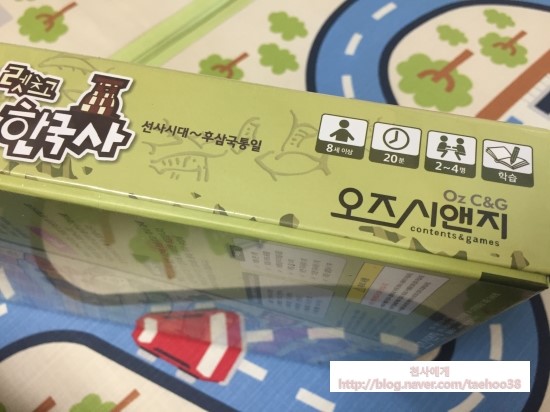 렛츠고
한국사
선사시대~후삼국통일
8세 이상
20분
2~4명
학습
Oz C&G
오즈시앤지
contents & games
천사에게
http://blog.naver.com/taehoo38